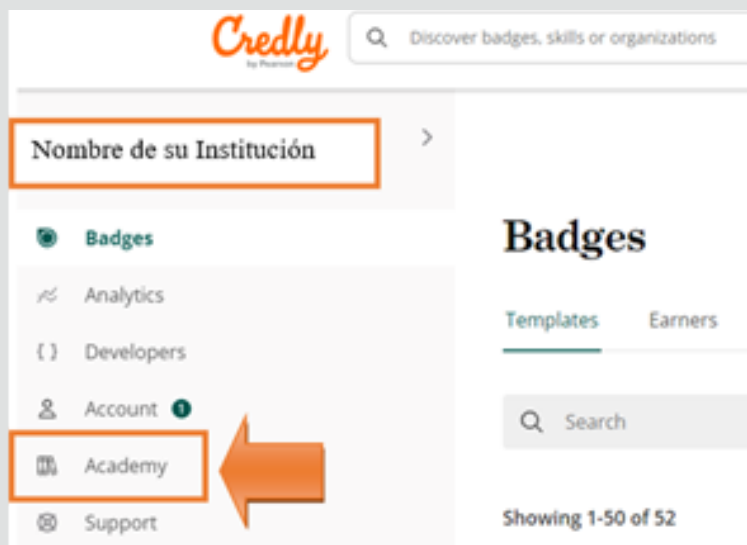 Credly
by Pearson
Discover badges, skills or organizations
Nombre de su Institución
Badges
Analytics
Developers
Account 1
Academy
Support
Badges
Templates Earners
Search
Showing 1-50 of 52